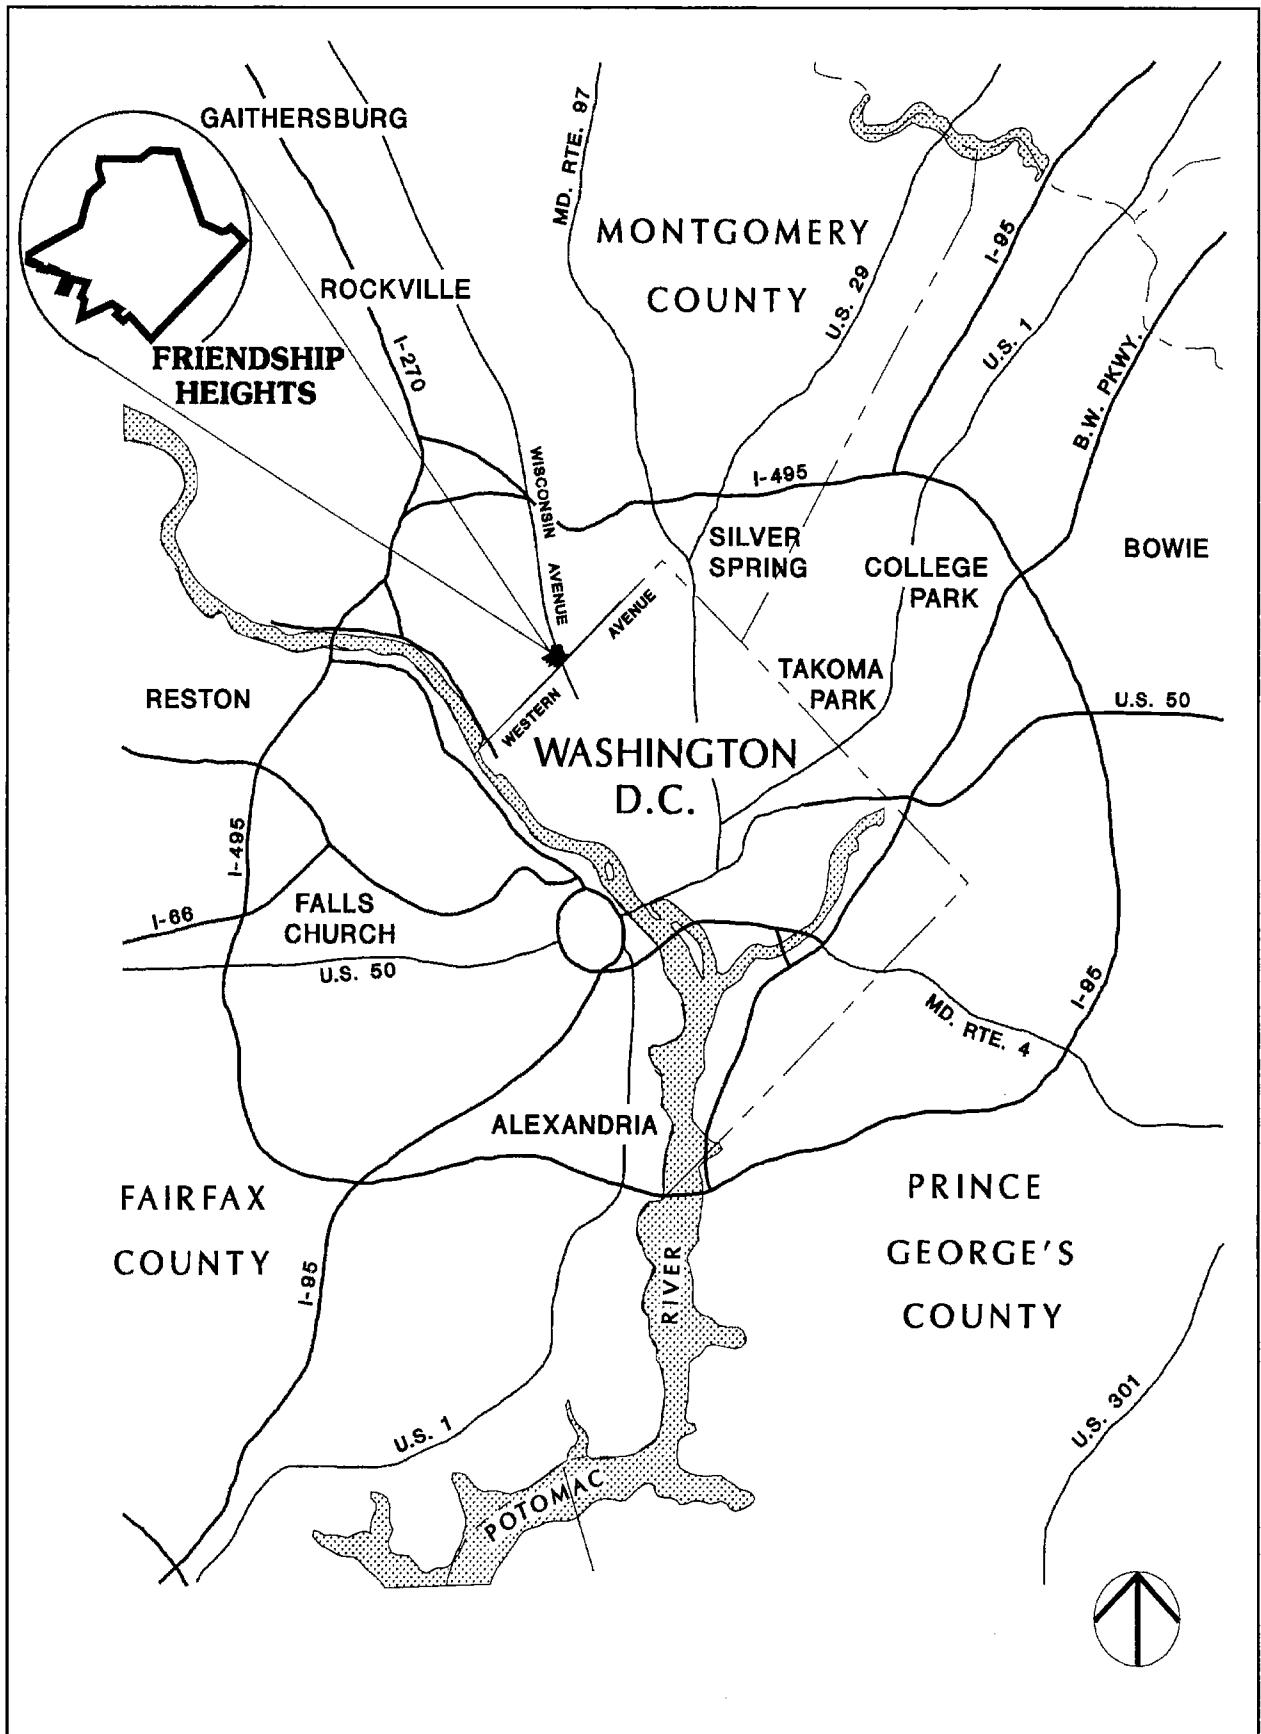 GAITHERSBURG
MD. RTE. 97
MONTGOMERY
COUNTY
I-95
ROCKVILLE
U.S. 29
U.S. 1
I-270
FRIENDSHIP
HEIGHTS
B.W. PKWY.
WISCONSIN
AVENUE
I-495
SILVER
SPRING
COLLEGE
PARK
BOWIE
WESTERN
AVENUE
TAKOMA
PARK
RESTON
U.S. 50
WASHINGTON
D.C.
I-495
I-66
FALLS
CHURCH
U.S. 50
I-95
MD. RTE. 4
ALEXANDRIA
FAIRFAX
COUNTY
PRINCE
GEORGE'S
COUNTY
I-95
RIVER
U.S. 1
U.S. 301
POTOMAC